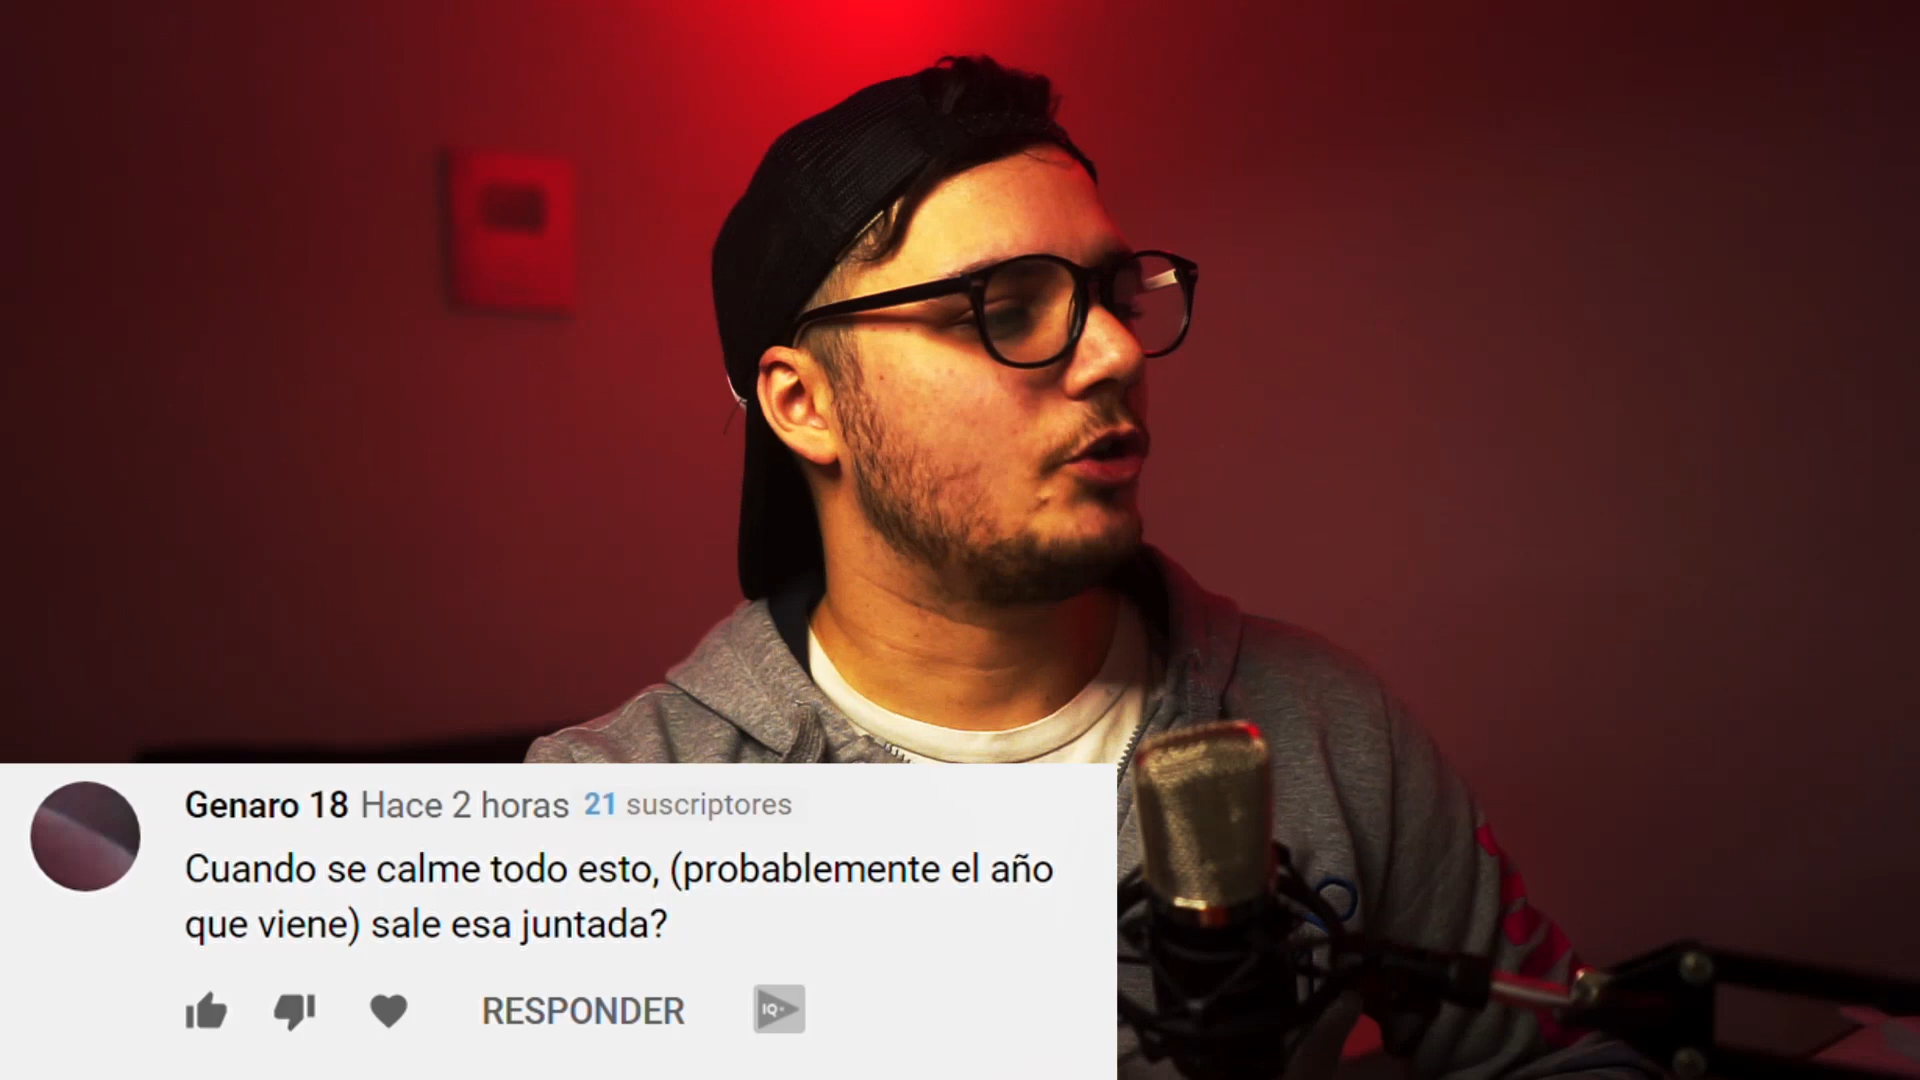 Genaro 18 Hace 2 horas 21 suscriptores
Cuando se calme todo esto, (probablemente el año
que viene) sale esa juntada?
RESPONDER
IQ